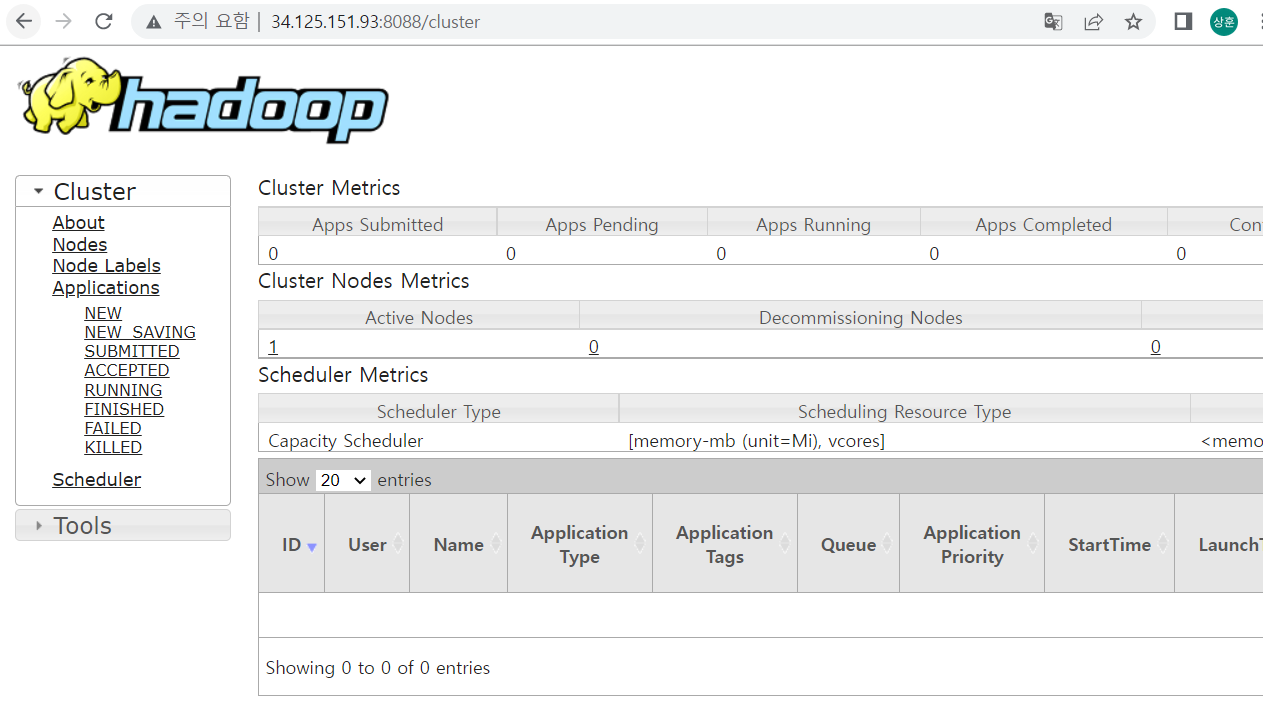 주의 요함 | 34.125.151.93:8088/cluster
상훈
hadoop
Cluster
About
Nodes
Node Labels
Applications
NEW
NEW_SAVING
SUBMITTED
ACCEPTED
RUNNING
FINISHED
FAILED
KILLED
Scheduler
Tools
Cluster Metrics
Apps Submitted Apps Pending Apps Running Apps Completed Con
0 0 0 0 0
Cluster Nodes Metrics
Active Nodes Decommissioning Nodes
1 0 0
Scheduler Metrics
Scheduler Type Scheduling Resource Type
Capacity Scheduler [memory-mb (unit=Mi), vcores] <memo
Show 20 entries
ID User Name Application Type Application Tags Queue Application Priority StartTime LaunchT
Showing 0 to 0 of 0 entries